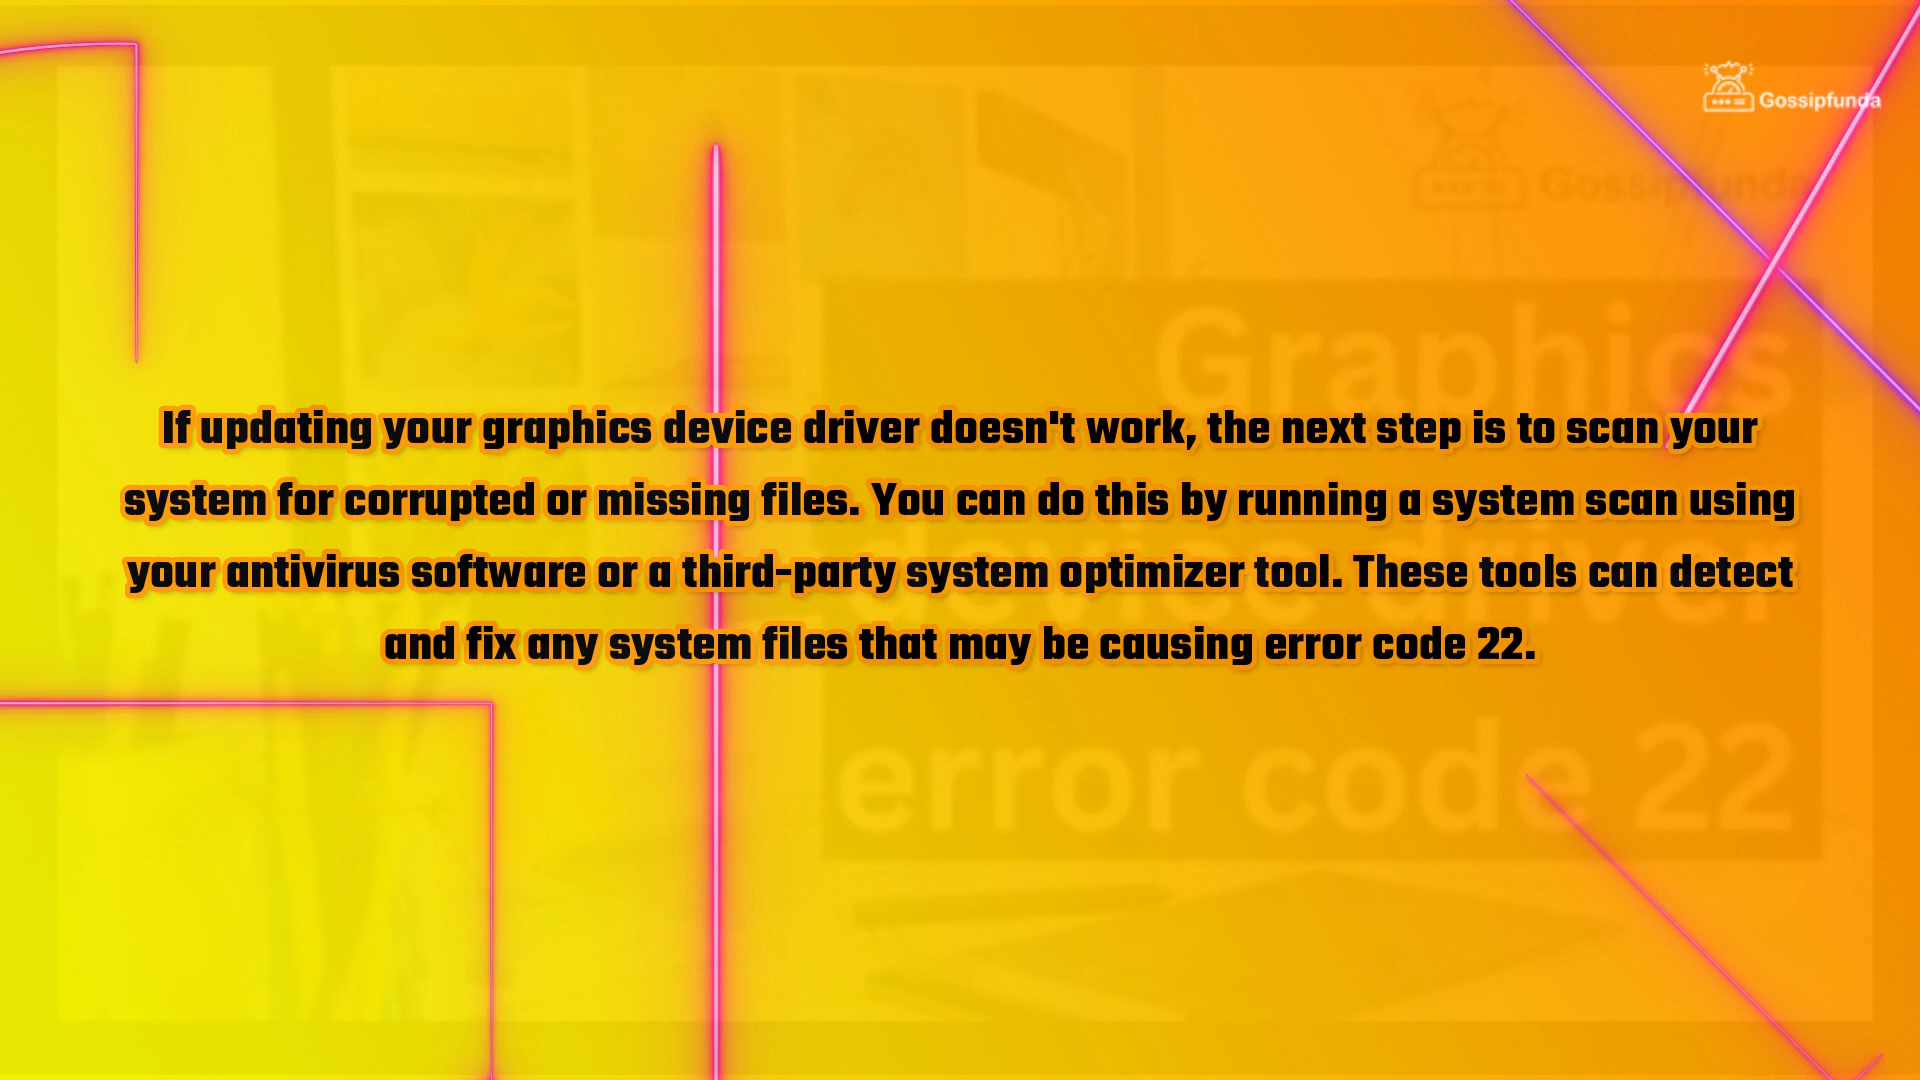 Gossipfunda
Gossipfunda
Graphics
If updating your graphics device driver doesn't work, the next step is to scan your
system for corrupted or missing files. You can do this by running a system scan using
device driver
your antivirus software or a third-party system optimizer tool. These tools can detect
and fix any system files that may be causing error code 22.
error code 22